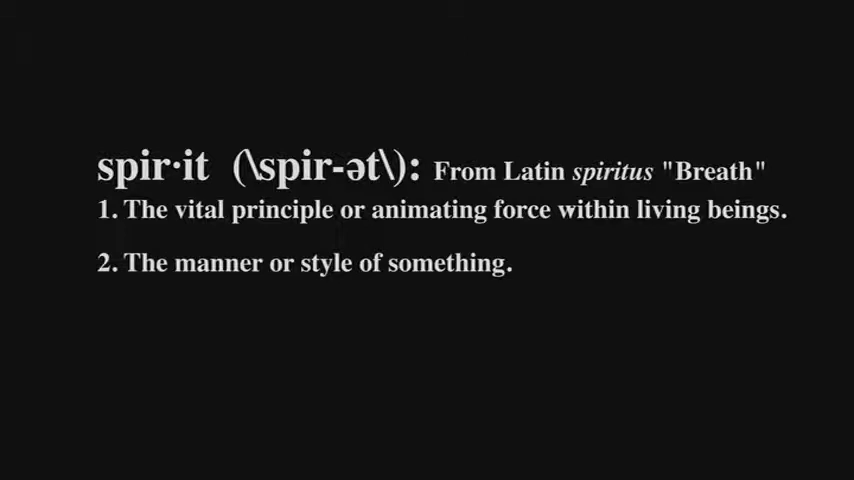 spir·it (\spir-ət\): From Latin spiritus "Breath"
1. The vital principle or animating force within living beings.
2. The manner or style of something.